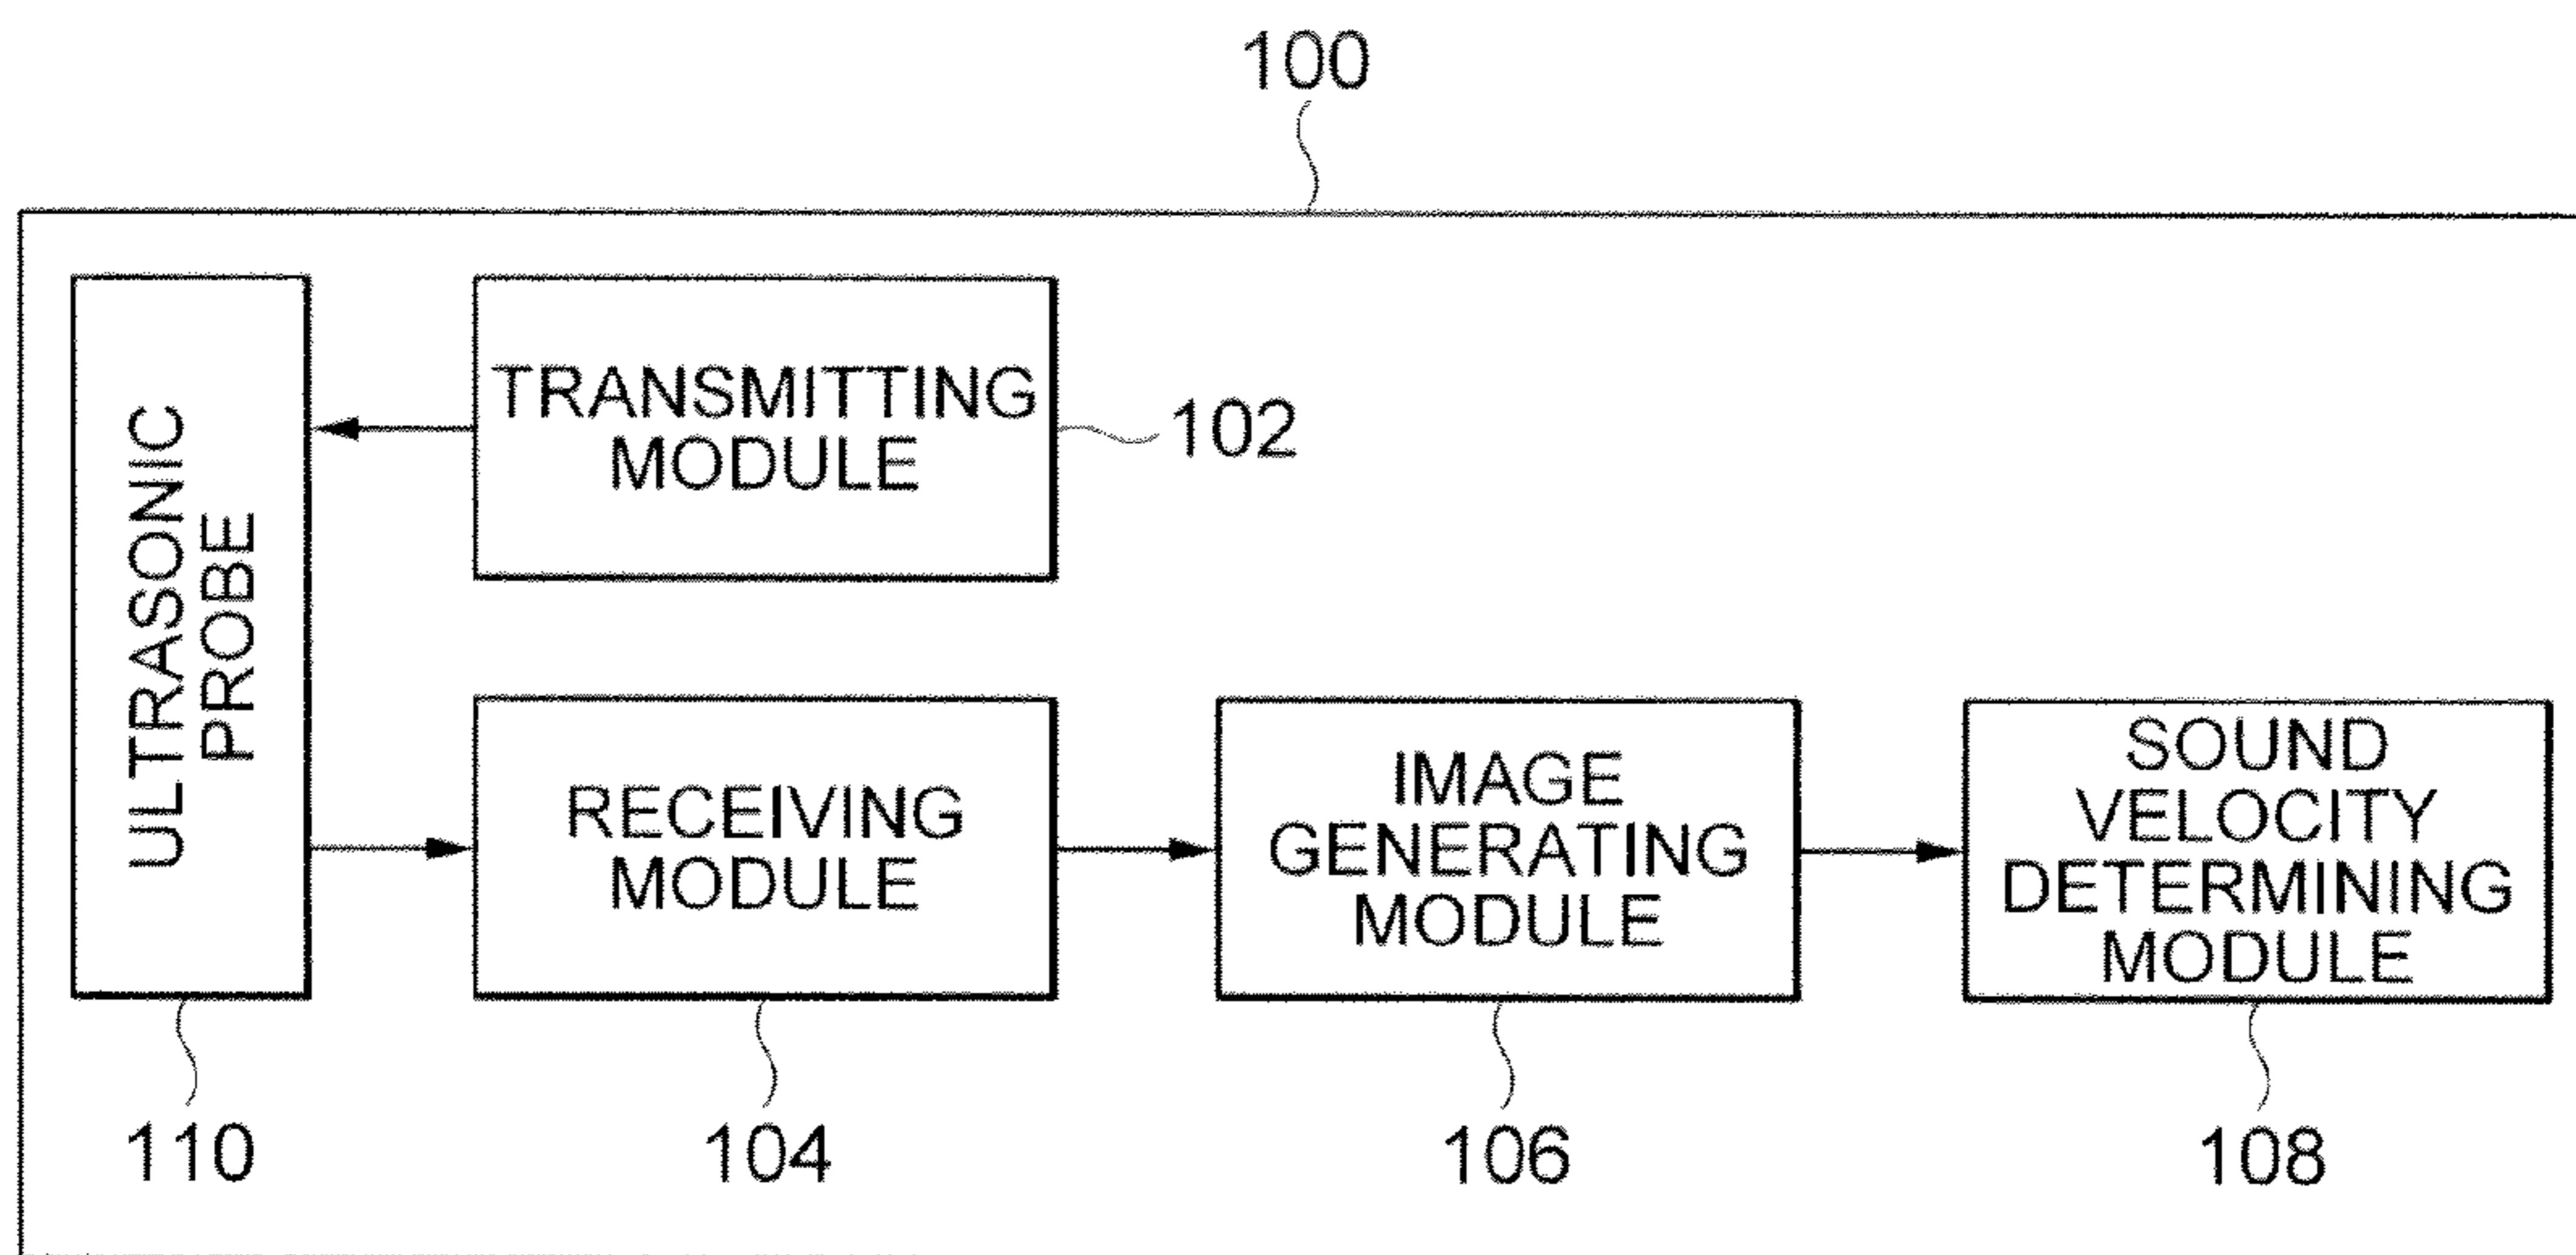 100
ULTRASONIC
PROBE
TRANSMITTING
MODULE
102
RECEIVING
MODULE
IMAGE
GENERATING
MODULE
SOUND
VELOCITY
DETERMINING
MODULE
110
104
106
108